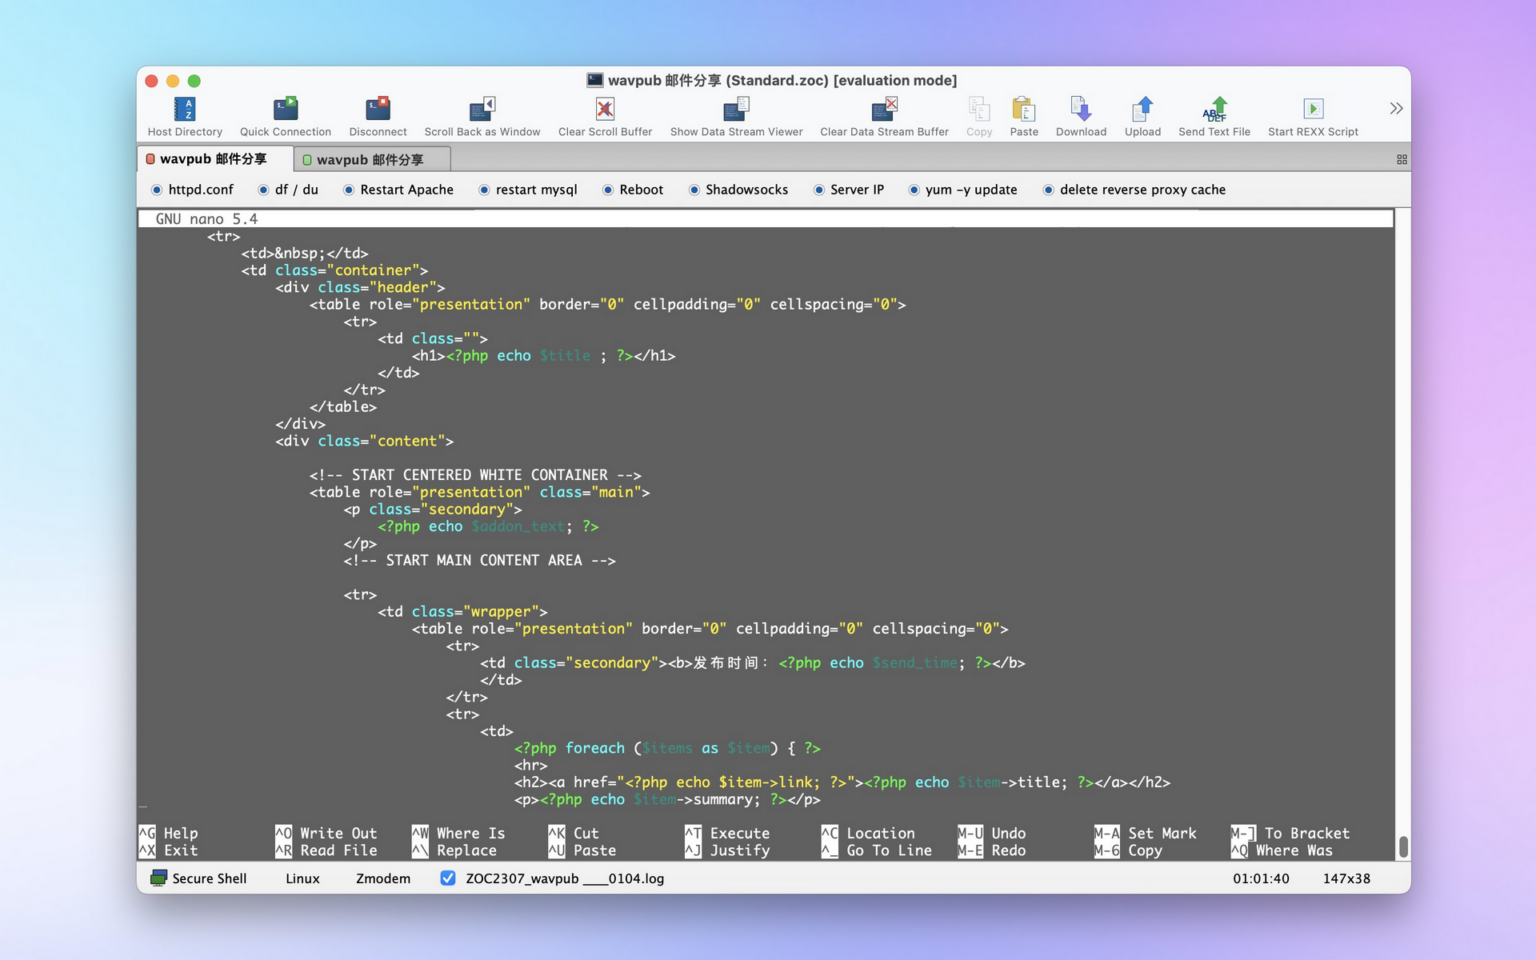 wavpub 邮件分享 (Standard.zoc) [evaluation mode]
Host Directory Quick Connection Disconnect Scroll Back as Window Clear Scroll Buffer Show Data Stream Viewer Clear Data Stream Buffer Copy Paste Download Upload Send Text File Start REXX Script
wavpub 邮件分享 wavpub 邮件分享
httpd.conf df / du Restart Apache restart mysql Reboot Shadowsocks Server IP yum -y update delete reverse proxy cache
GNU nano 5.4
<tr>
<td>&nbsp;</td>
<td class="container">
<div class="header">
<table role="presentation" border="0" cellpadding="0" cellspacing="0">
<tr>
<td class="">
<h1><?php echo $title ; ?></h1>
</td>
</tr>
</table>
</div>
<div class="content">
<!-- START CENTERED WHITE CONTAINER -->
<table role="presentation" class="main">
<p class="secondary">
<?php echo $addon_text; ?>
</p>
<!-- START MAIN CONTENT AREA -->
<tr>
<td class="wrapper">
<table role="presentation" border="0" cellpadding="0" cellspacing="0">
<tr>
<td class="secondary"><b>发布时间：<?php echo $send_time; ?></b>
</td>
</tr>
<tr>
<td>
<?php foreach ($items as $item) { ?>
<hr>
<h2><a href="<?php echo $item->link; ?>"><?php echo $item->title; ?></a></h2>
<p><?php echo $item->summary; ?></p>
^G Help ^O Write Out ^W Where Is ^K Cut ^T Execute ^C Location M-U Undo M-A Set Mark M-] To Bracket
^X Exit ^R Read File ^\ Replace ^U Paste ^J Justify ^_ Go To Line M-E Redo M-6 Copy ^Q Where Was
Secure Shell Linux Zmodem ZOC2307_wavpub ___0104.log 01:01:40 147x38